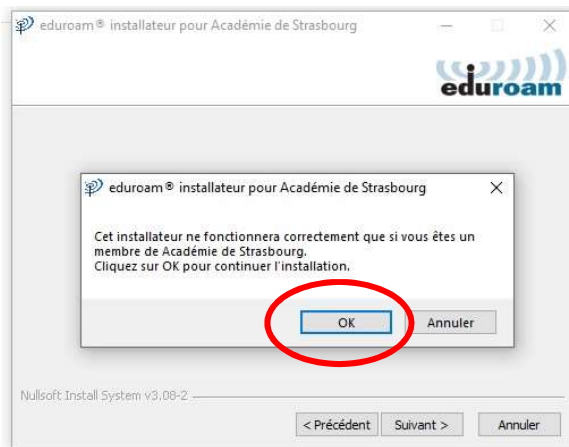 eduroam® installateur pour Académie de Strasbourg
eduroam
eduroam® installateur pour Académie de Strasbourg
Cet installateur ne fonctionnera correctement que si vous êtes un
membre de Académie de Strasbourg.
Cliquez sur OK pour continuer l'installation.
OK Annuler
Nullsoft Install System v3.08-2
< Précédent Suivant > Annuler